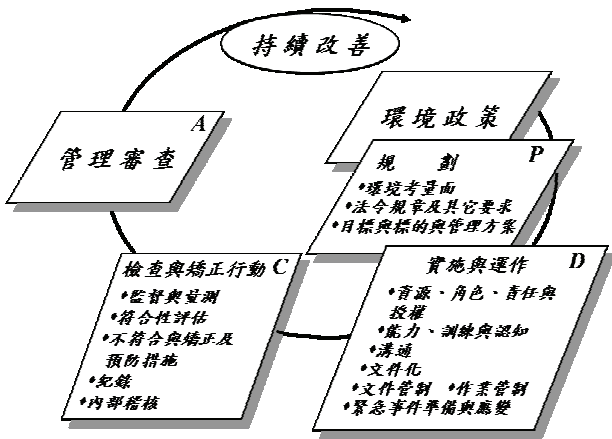 持續改善
環境政策
P
規 劃
♦環境考量面
♦法令規章及其它要求
♦目標與標的與管理方案
D
實施與運作
♦資源、角色、責任與
授權
♦能力、訓練與認知
♦溝通
♦文件化
♦文件管制 ♦作業管制
♦緊急事件準備與應變
檢查與矯正行動 C
♦監督與量測
♦符合性評估
♦不符合與矯正及
預防措施
♦紀錄
♦內部稽核
A
管理審查